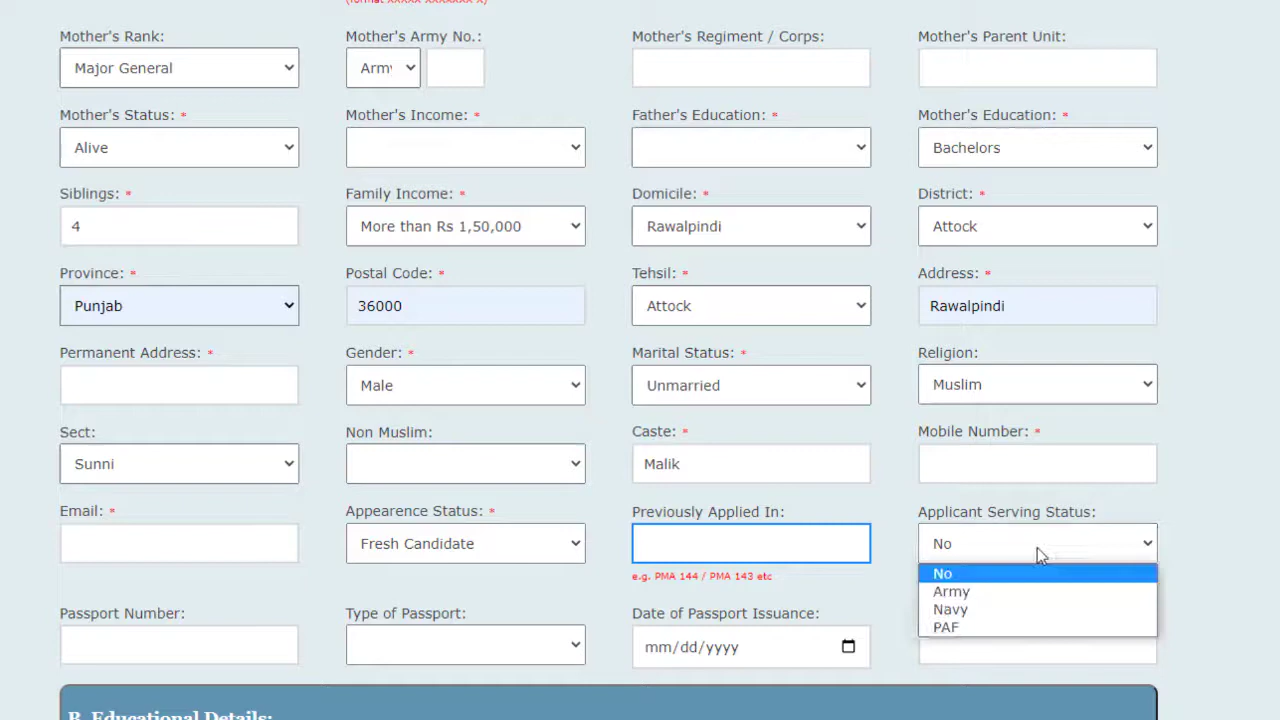 Mother's Rank: Mother's Army No.: Mother's Regiment / Corps: Mother's Parent Unit:
Major General Army
Mother's Status: * Mother's Income: * Father's Education: * Mother's Education: *
Alive Bachelors
Siblings: * Family Income: * Domicile: * District: *
4 More than Rs 1,50,000 Rawalpindi Attock
Province: * Postal Code: * Tehsil: * Address: *
Punjab 36000 Attock Rawalpindi
Permanent Address: * Gender: * Marital Status: * Religion:
Male Unmarried Muslim
Sect: Non Muslim: Caste: * Mobile Number: *
Sunni Malik
Email: * Appearence Status: * Previously Applied In: Applicant Serving Status:
Fresh Candidate No
e.g. PMA 144 / PMA 143 etc No
Army
Navy
PAF
Passport Number: Type of Passport: Date of Passport Issuance:
mm/dd/yyyy
B. Educational Details: